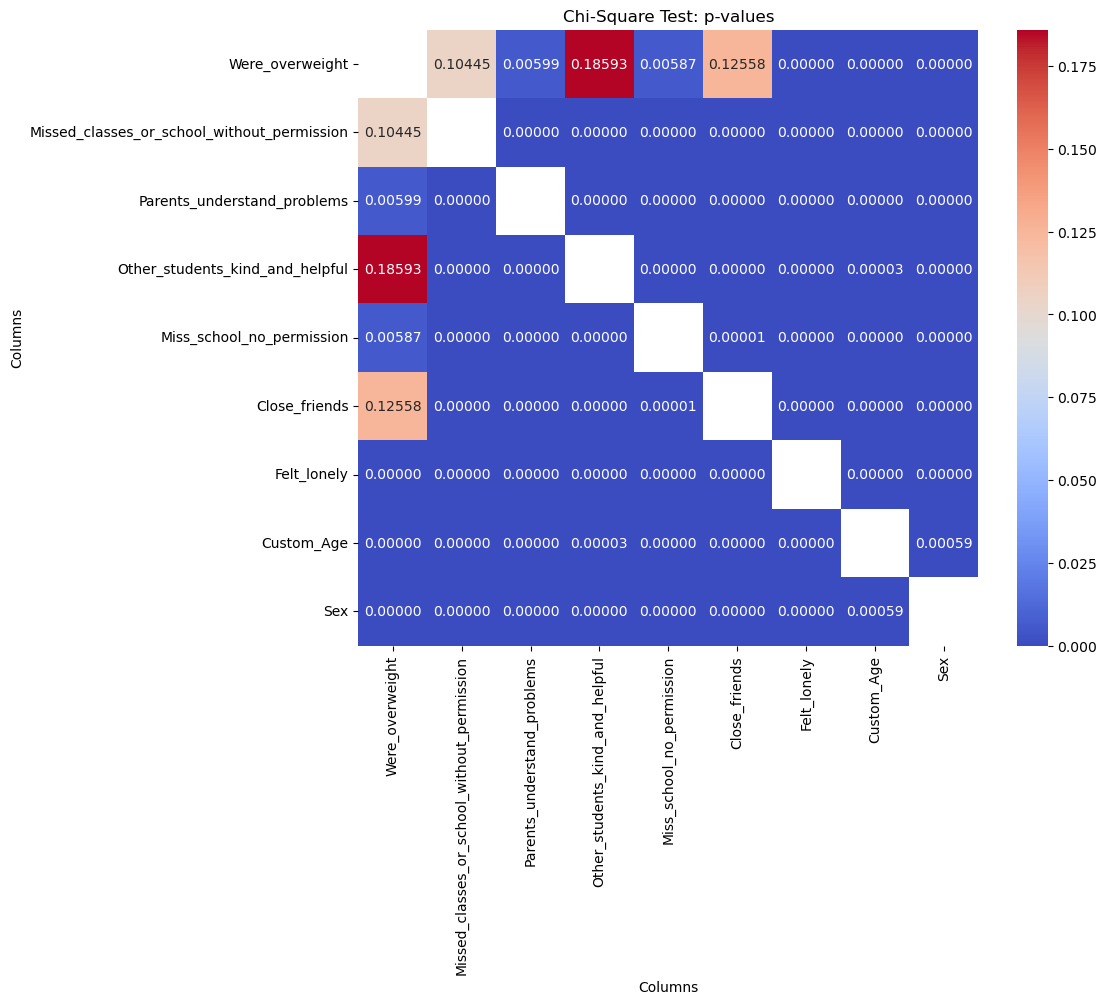 Chi-Square Test: p-values
Were_overweight 0.10445 0.00599 0.18593 0.00587 0.12558 0.00000 0.00000 0.00000
Missed_classes_or_school_without_permission 0.10445 0.00000 0.00000 0.00000 0.00000 0.00000 0.00000 0.00000
Parents_understand_problems 0.00599 0.00000 0.00000 0.00000 0.00000 0.00000 0.00000 0.00000
Other_students_kind_and_helpful 0.18593 0.00000 0.00000 0.00000 0.00000 0.00000 0.00003 0.00000
Miss_school_no_permission 0.00587 0.00000 0.00000 0.00000 0.00001 0.00000 0.00000 0.00000
Close_friends 0.12558 0.00000 0.00000 0.00000 0.00001 0.00000 0.00000 0.00000
Felt_lonely 0.00000 0.00000 0.00000 0.00000 0.00000 0.00000 0.00000 0.00000
Custom_Age 0.00000 0.00000 0.00000 0.00003 0.00000 0.00000 0.00000 0.00059
Sex 0.00000 0.00000 0.00000 0.00000 0.00000 0.00000 0.00000 0.00059
Columns
Were_overweight
Missed_classes_or_school_without_permission
Parents_understand_problems
Other_students_kind_and_helpful
Miss_school_no_permission
Close_friends
Felt_lonely
Custom_Age
Sex
Columns
0.175
0.150
0.125
0.100
0.075
0.050
0.025
0.000